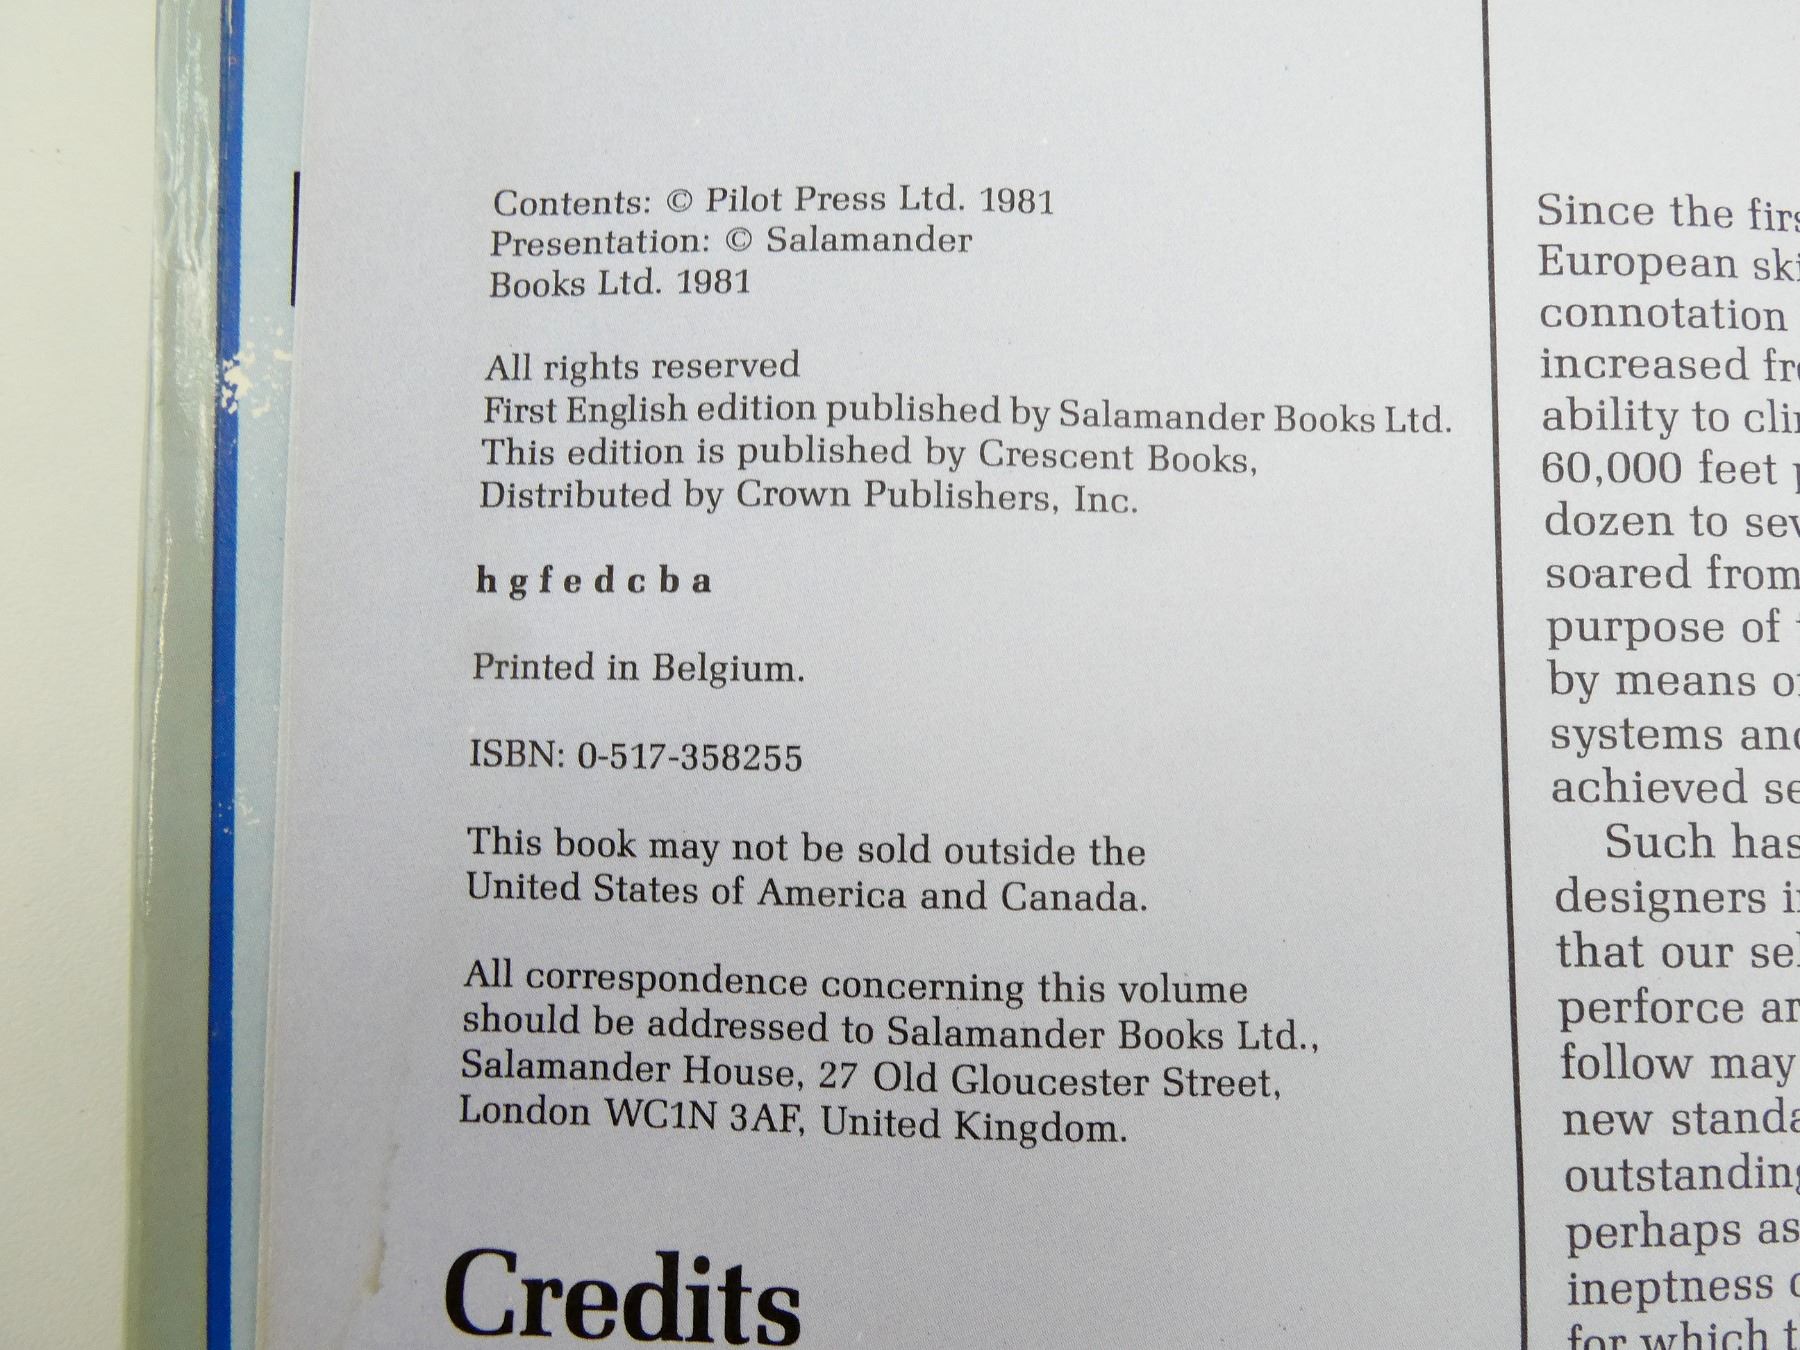 Contents: © Pilot Press Ltd. 1981
Presentation: © Salamander
Books Ltd. 1981
All rights reserved
First English edition published by Salamander Books Ltd.
This edition is published by Crescent Books,
Distributed by Crown Publishers, Inc.
h g f e d c b a
Printed in Belgium.
ISBN: 0-517-358255
This book may not be sold outside the
United States of America and Canada.
All correspondence concerning this volume
should be addressed to Salamander Books Ltd.,
Salamander House, 27 Old Gloucester Street,
London WC1N 3AF, United Kingdom.
Credits
Since the
European
connotation
increased
ability to
60,000 feet
dozen to
soared from
purpose of
by means
systems
achieved
Such has
designers
that our
perforce
follow may
new
outstanding
perhaps as
ineptness
for which